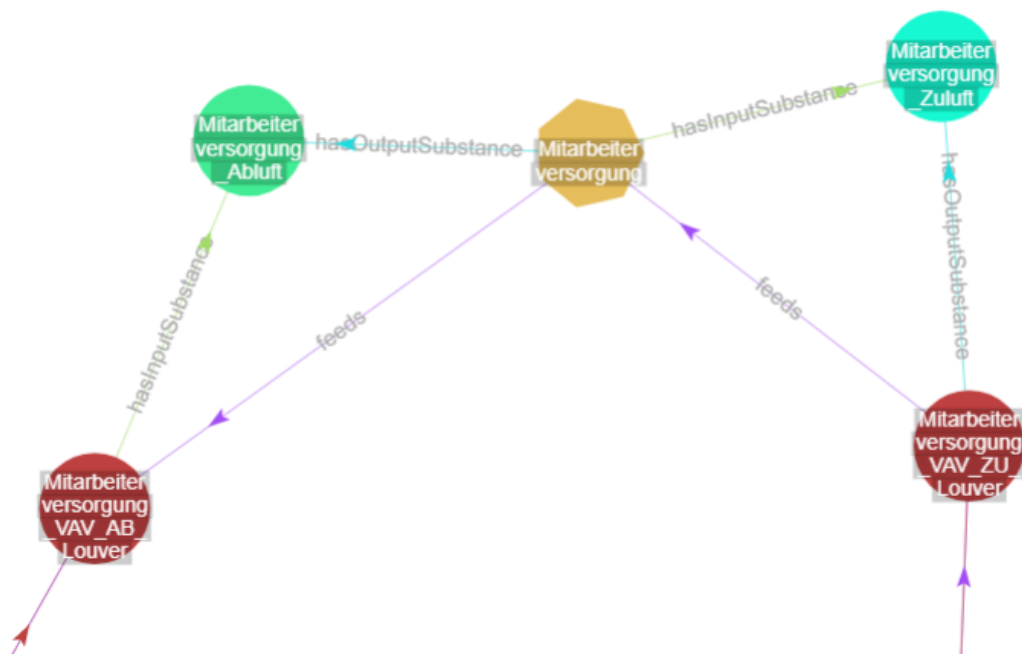 Mitarbeiter
versorgung
_Zuluft
Mitarbeiter
versorgung
_Abluft
hasOutputSubstance
Mitarbeiter
versorgung
hasInputSubstance
hasInputSubstance
feeds
feeds
hasOutputSubstance
Mitarbeiter
versorgung
_VAV_AB_
Louver
Mitarbeiter
versorgung
_VAV_ZU_
Louver